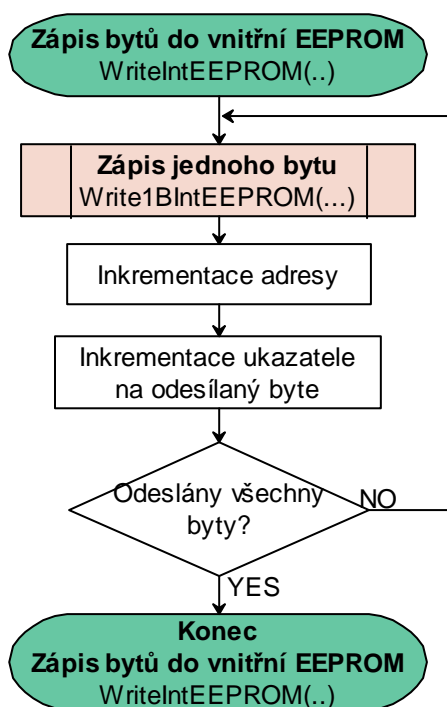 Zápis bytů do vnitřní EEPROM
WriteIntEEPROM(..)
Zápis jednoho bytu
Write1BIntEEPROM(...)
Inkrementace adresy
Inkrementace ukazatele
na odesílaný byte
Odeslány všechny
byty?
NO
YES
Konec
Zápis bytů do vnitřní EEPROM
WriteIntEEPROM(..)